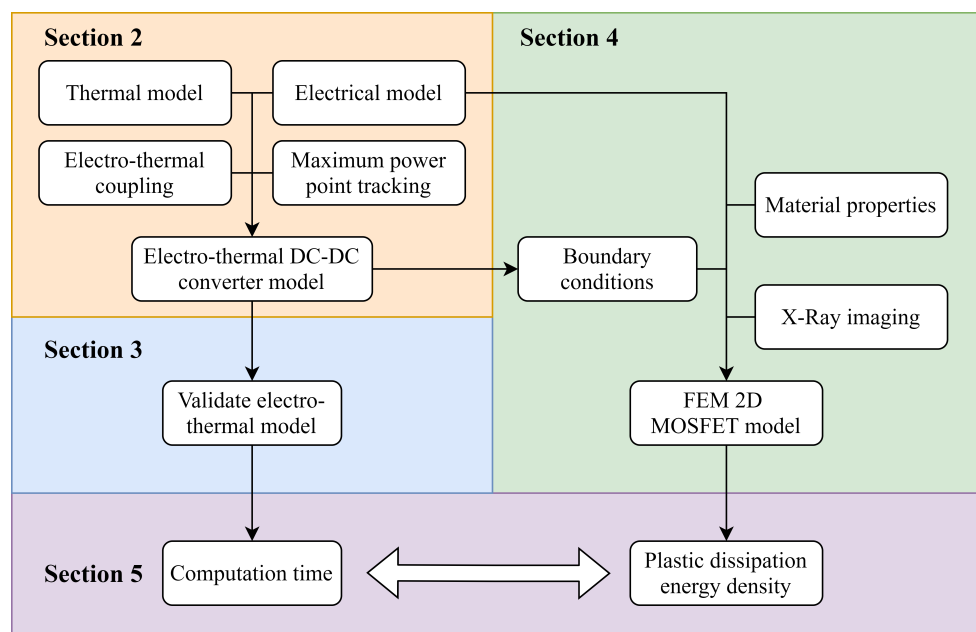 Section 2
Thermal model
Electrical model
Electro-thermal
coupling
Maximum power
point tracking
Electro-thermal DC-DC
converter model
Section 4
Material properties
Boundary
conditions
X-Ray imaging
FEM 2D
MOSFET model
Section 3
Validate electro-
thermal model
Section 5
Computation time
Plastic dissipation
energy density